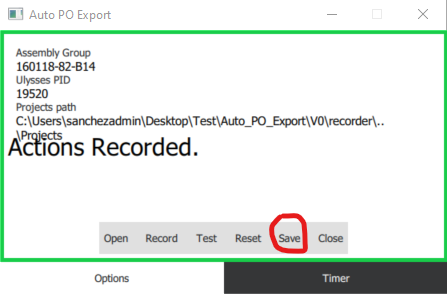 Auto PO Export
Assembly Group
160118-82-B14
Ulysses PID
19520
Projects path
C:\Users\sanchezadmin\Desktop\Test\Auto_PO_Export\V0\recorder\..
\Projects
Actions Recorded.
Open Record Test Reset Save Close
Options Timer